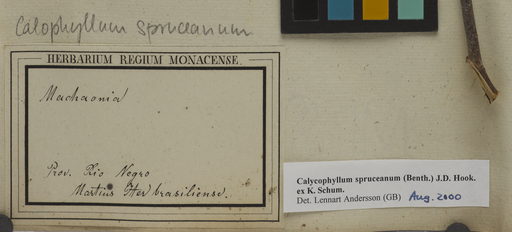 Calophyllum spruceanum
HERBARIUM REGIUM MONACENSE.
Machaonia
Prov. Rio Negro
Martius Her brasiliense.
Calycophyllum spruceanum (Benth.) J.D. Hook.
ex K. Schum.
Det. Lennart Andersson (GB) Aug. 2000